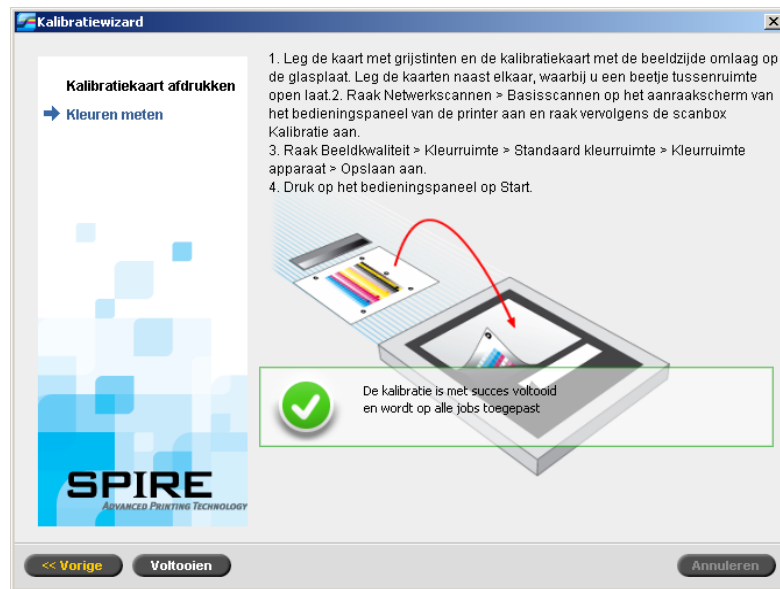 Kalibratiewizard
Kalibratiekaart afdrukken
Kleuren meten
1. Leg de kaart met grijstinten en de kalibratiekaart met de beeldzijde omlaag op
de glasplaat. Leg de kaarten naast elkaar, waarbij u een beetje tussenruimte
open laat.2. Raak Netwerkscannen > Basisscannen op het aanraakscherm van
het bedieningspaneel van de printer aan en raak vervolgens de scanbox
Kalibratie aan.
3. Raak Beeldkwaliteit > Kleurruimte > Standaard kleurruimte > Kleurruimte
apparaat > Opslaan aan.
4. Druk op het bedieningspaneel op Start.
De kalibratie is met succes voltooid
en wordt op alle jobs toegepast
SPIRE
ADVANCED PRINTING TECHNOLOGY
<< Vorige
Voltooien
Annuleren